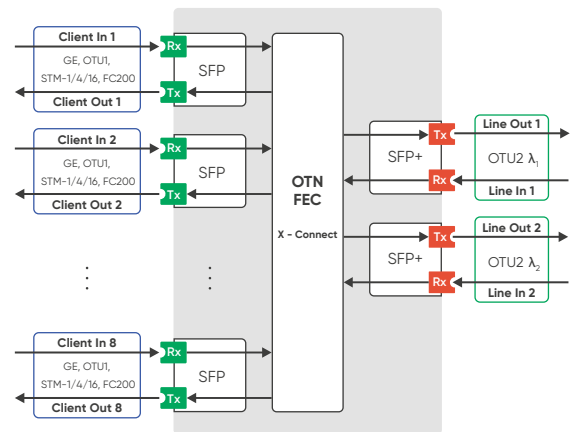 Client In 1
Rx
GE, OTU1,
STM-1/4/16, FC200
SFP
Client Out 1
Tx
Client In 2
Rx
GE, OTU1,
STM-1/4/16, FC200
SFP
Client Out 2
Tx
Client In 8
Rx
GE, OTU1,
STM-1/4/16, FC200
SFP
Client Out 8
Tx
OTN
FEC
X - Connect
Tx
Line Out 1
SFP+
OTU2 λ1
Rx
Line In 1
Tx
Line Out 2
SFP+
OTU2 λ2
Rx
Line In 2